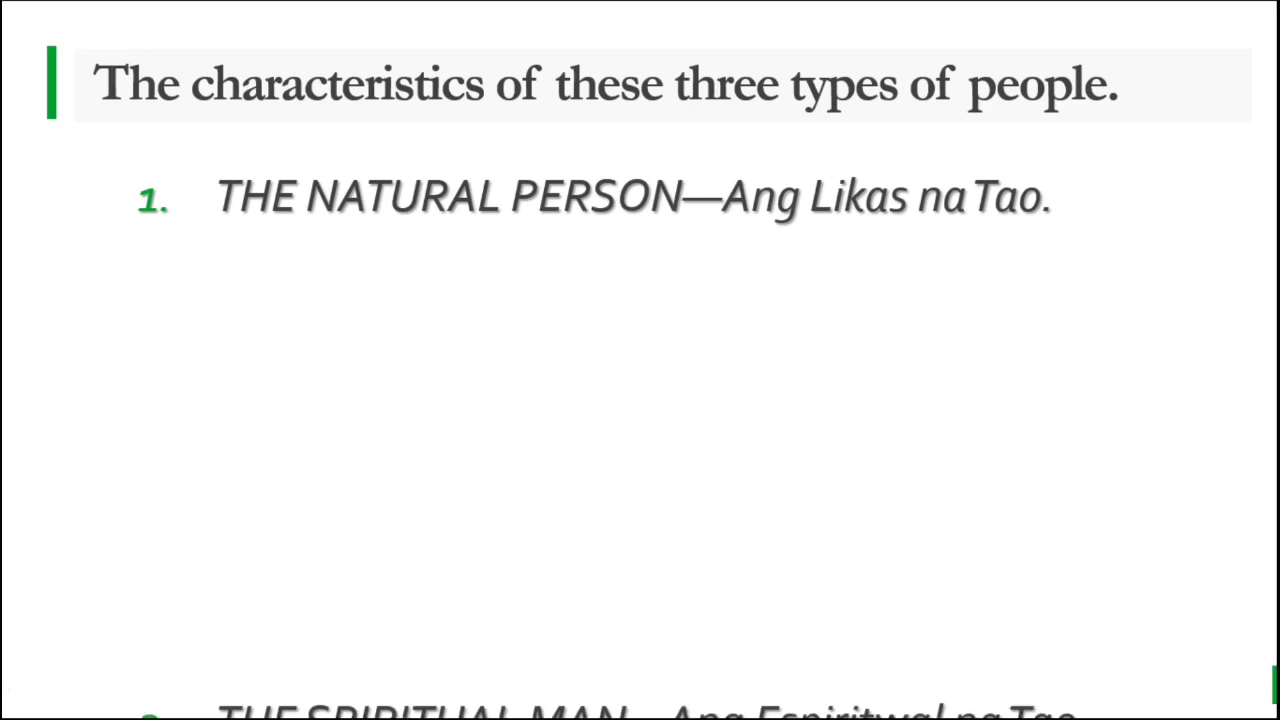 The characteristics of these three types of people.
1. THE NATURAL PERSON—Ang Likas na Tao.
THE SPIRITUAL MAN—Ang Espiritwal na Tao